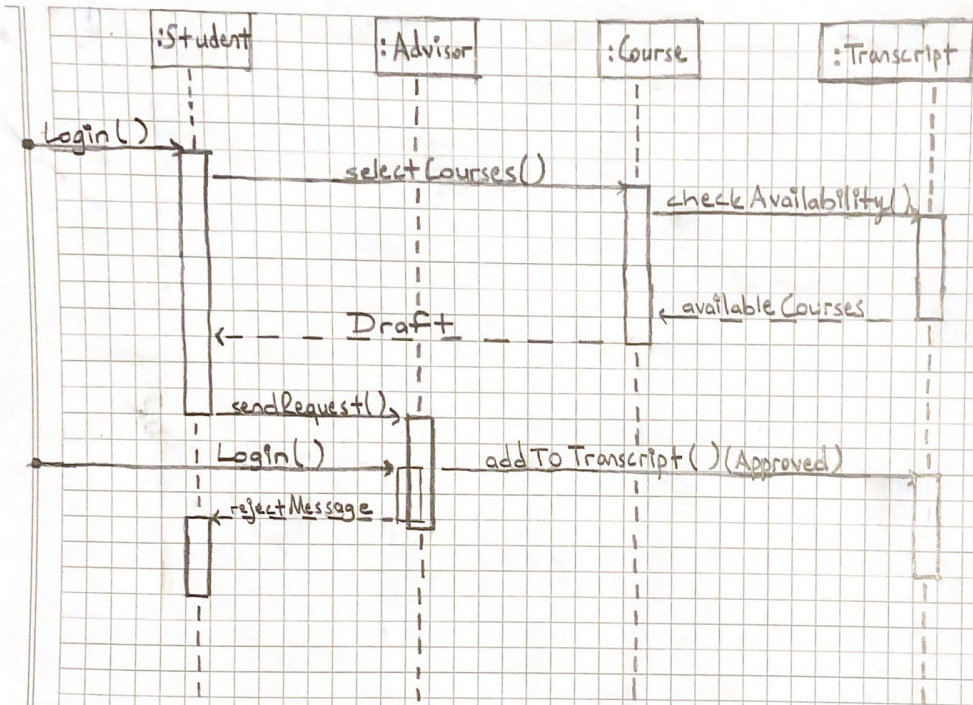 :Student
:Advisor
:Course
:Transcript
Login()
selectCourses()
checkAvailability()
availableCourses
Draft
sendRequest()
Login()
addToTranscript()(Approved)
rejectMessage